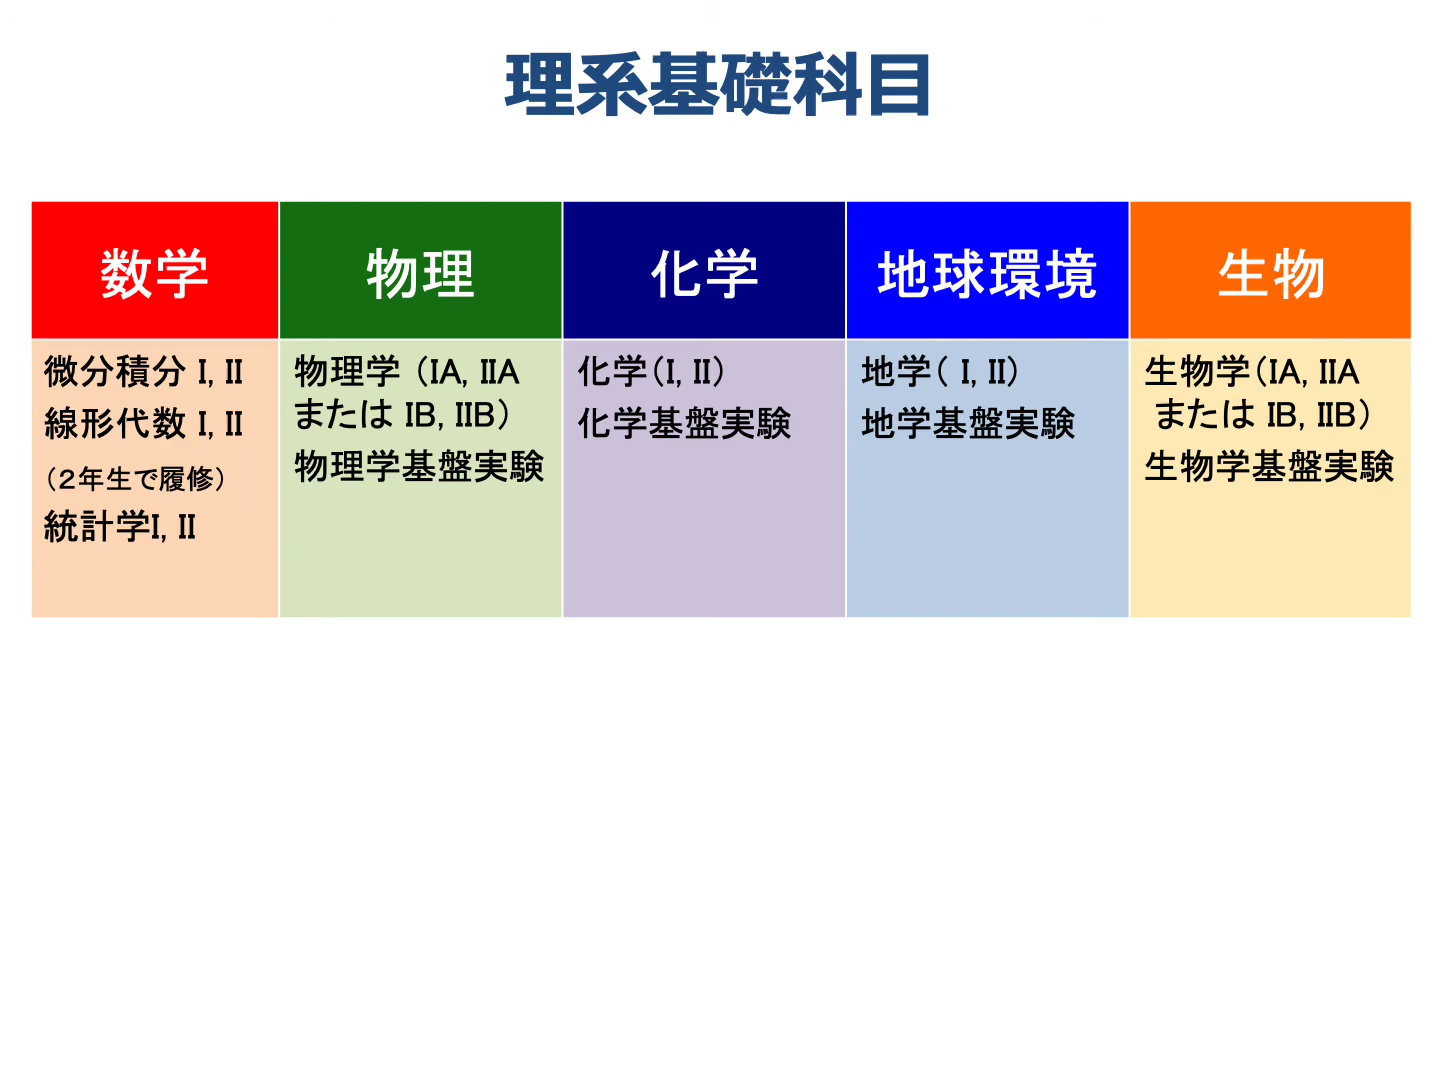 理系基礎科目
数学
物理
化学
地球環境
生物
微分積分 I, II
線形代数 I, II
（２年生で履修）
統計学I, II
物理学 （IA, IIA
または IB, IIB）
物理学基盤実験
化学（I, II）
化学基盤実験
地学（ I, II）
地学基盤実験
生物学（IA, IIA
または IB, IIB）
生物学基盤実験